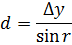 d = Δy / sin r